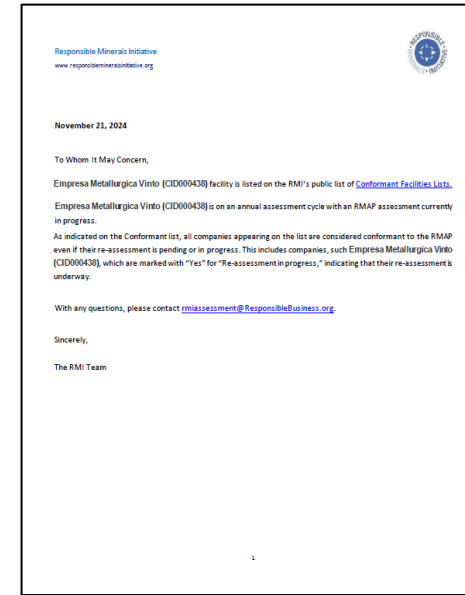 Responsible Minerals Initiative
www.responsiblemineralsinitiative.org
RESPONSIBLE
MINERALS
INITIATIVE
November 21, 2024
To Whom It May Concern,
Empresa Metallurgica Vinto (CID000438) facility is listed on the RMI's public list of Conformant Facilities Lists.
Empresa Metallurgica Vinto (CID000438) is on an annual assessment cycle with an RMAP assessment currently
in progress.
As indicated on the Conformant list, all companies appearing on the list are considered conformant to the RMAP
even if their re-assessment is pending or in progress. This includes companies, such Empresa Metallurgica Vinto
(CID000438), which are marked with "Yes" for "Re-assessment in progress," indicating that their re-assessment is
underway.
With any questions, please contact rmiassessment@ResponsibleBusiness.org.
Sincerely,
The RMI Team
1